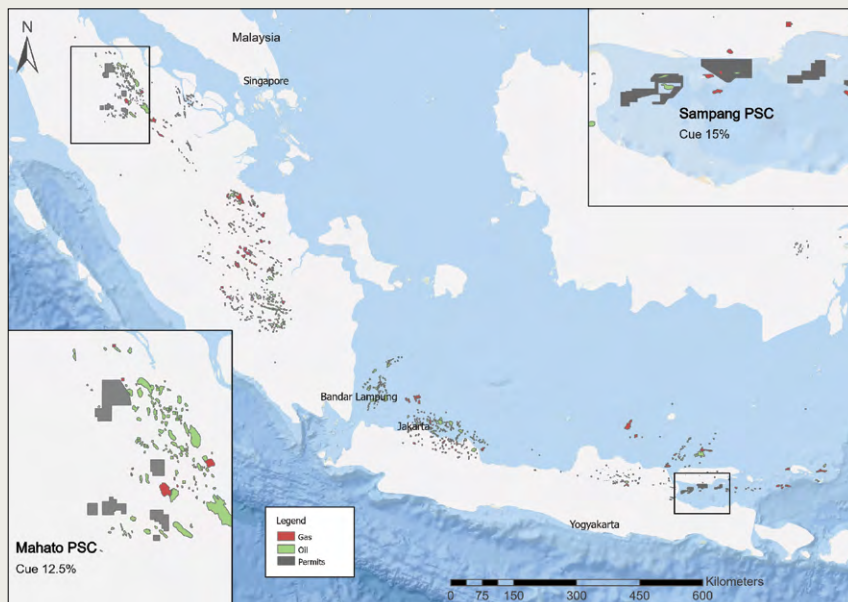 N
Malaysia
Singapore
Sampang PSC
Cue 15%
Bandar Lampung
Jakarta
Yogyakarta
Mahato PSC
Cue 12.5%
Legend
Gas
Oil
Permits
Kilometers
0 75 150 300 450 600